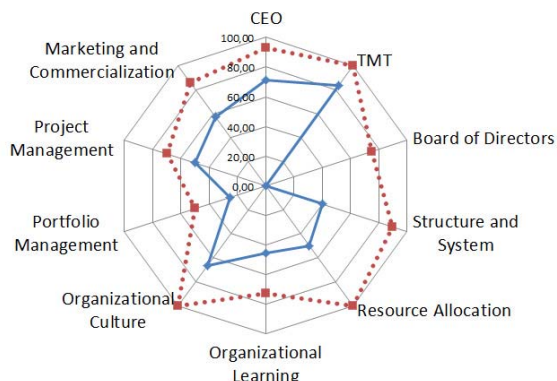 CEO
100,00
Marketing and
Commercialization
TMT
80,00
60,00
Project
Management
40,00
Board of Directors
20,00
0,00
Portfolio
Management
Structure and
System
Organizational
Culture
Resource Allocation
Organizational
Learning